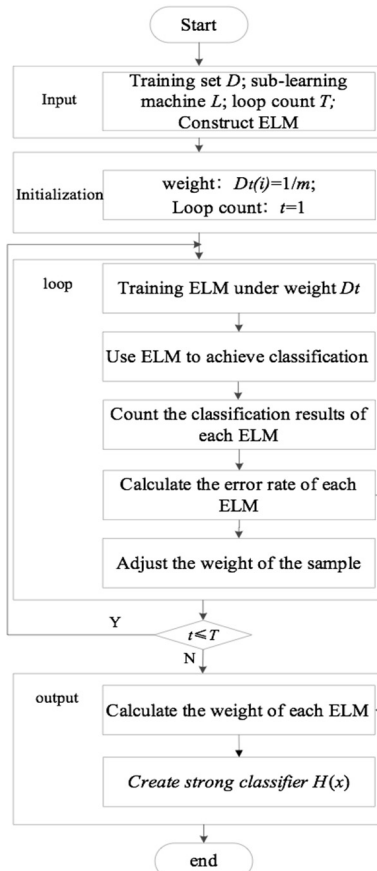 Start
Input
Training set D; sub-learning
machine L; loop count T;
Construct ELM
Initialization
weight: Dt(i)=1/m;
Loop count: t=1
loop
Training ELM under weight Dt
Use ELM to achieve classification
Count the classification results of
each ELM
Calculate the error rate of each
ELM
Adjust the weight of the sample
Y
t≤T
N
output
Calculate the weight of each ELM
Create strong classifier H(x)
end